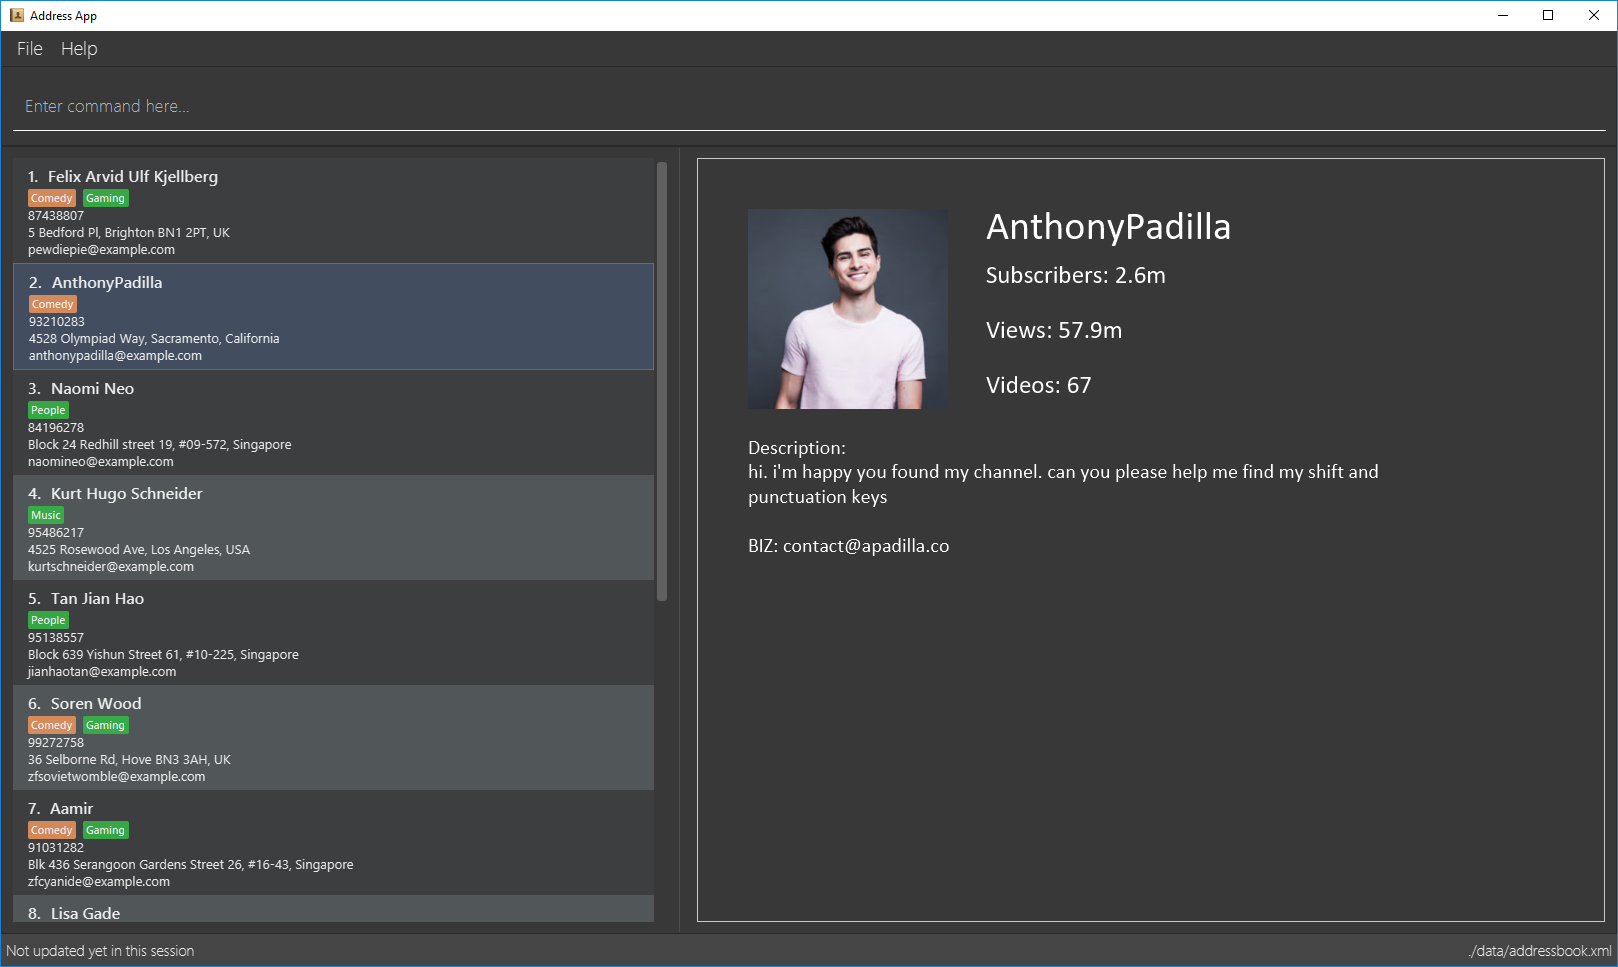 Address App
File Help
Enter command here...
1. Felix Arvid Ulf Kjellberg
Comedy Gaming
87438807
5 Bedford Pl, Brighton BN1 2PT, UK
pewdiepie@example.com
2. AnthonyPadilla
Comedy
93210283
4528 Olympiad Way, Sacramento, California
anthonypadilla@example.com
3. Naomi Neo
People
84196278
Block 24 Redhill street 19, #09-572, Singapore
naomineo@example.com
4. Kurt Hugo Schneider
Music
95486217
4525 Rosewood Ave, Los Angeles, USA
kurtschneider@example.com
5. Tan Jian Hao
People
95138557
Block 639 Yishun Street 61, #10-225, Singapore
jianhaotan@example.com
6. Soren Wood
Comedy Gaming
99272758
36 Selborne Rd, Hove BN3 3AH, UK
zfsovietwomble@example.com
7. Aamir
Comedy Gaming
91031282
Blk 436 Serangoon Gardens Street 26, #16-43, Singapore
zfcyanide@example.com
8. Lisa Gade
AnthonyPadilla
Subscribers: 2.6m
Views: 57.9m
Videos: 67
Description:
hi. i'm happy you found my channel. can you please help me find my shift and
punctuation keys
BIZ: contact@apadilla.co
Not updated yet in this session
./data/addressbook.xml